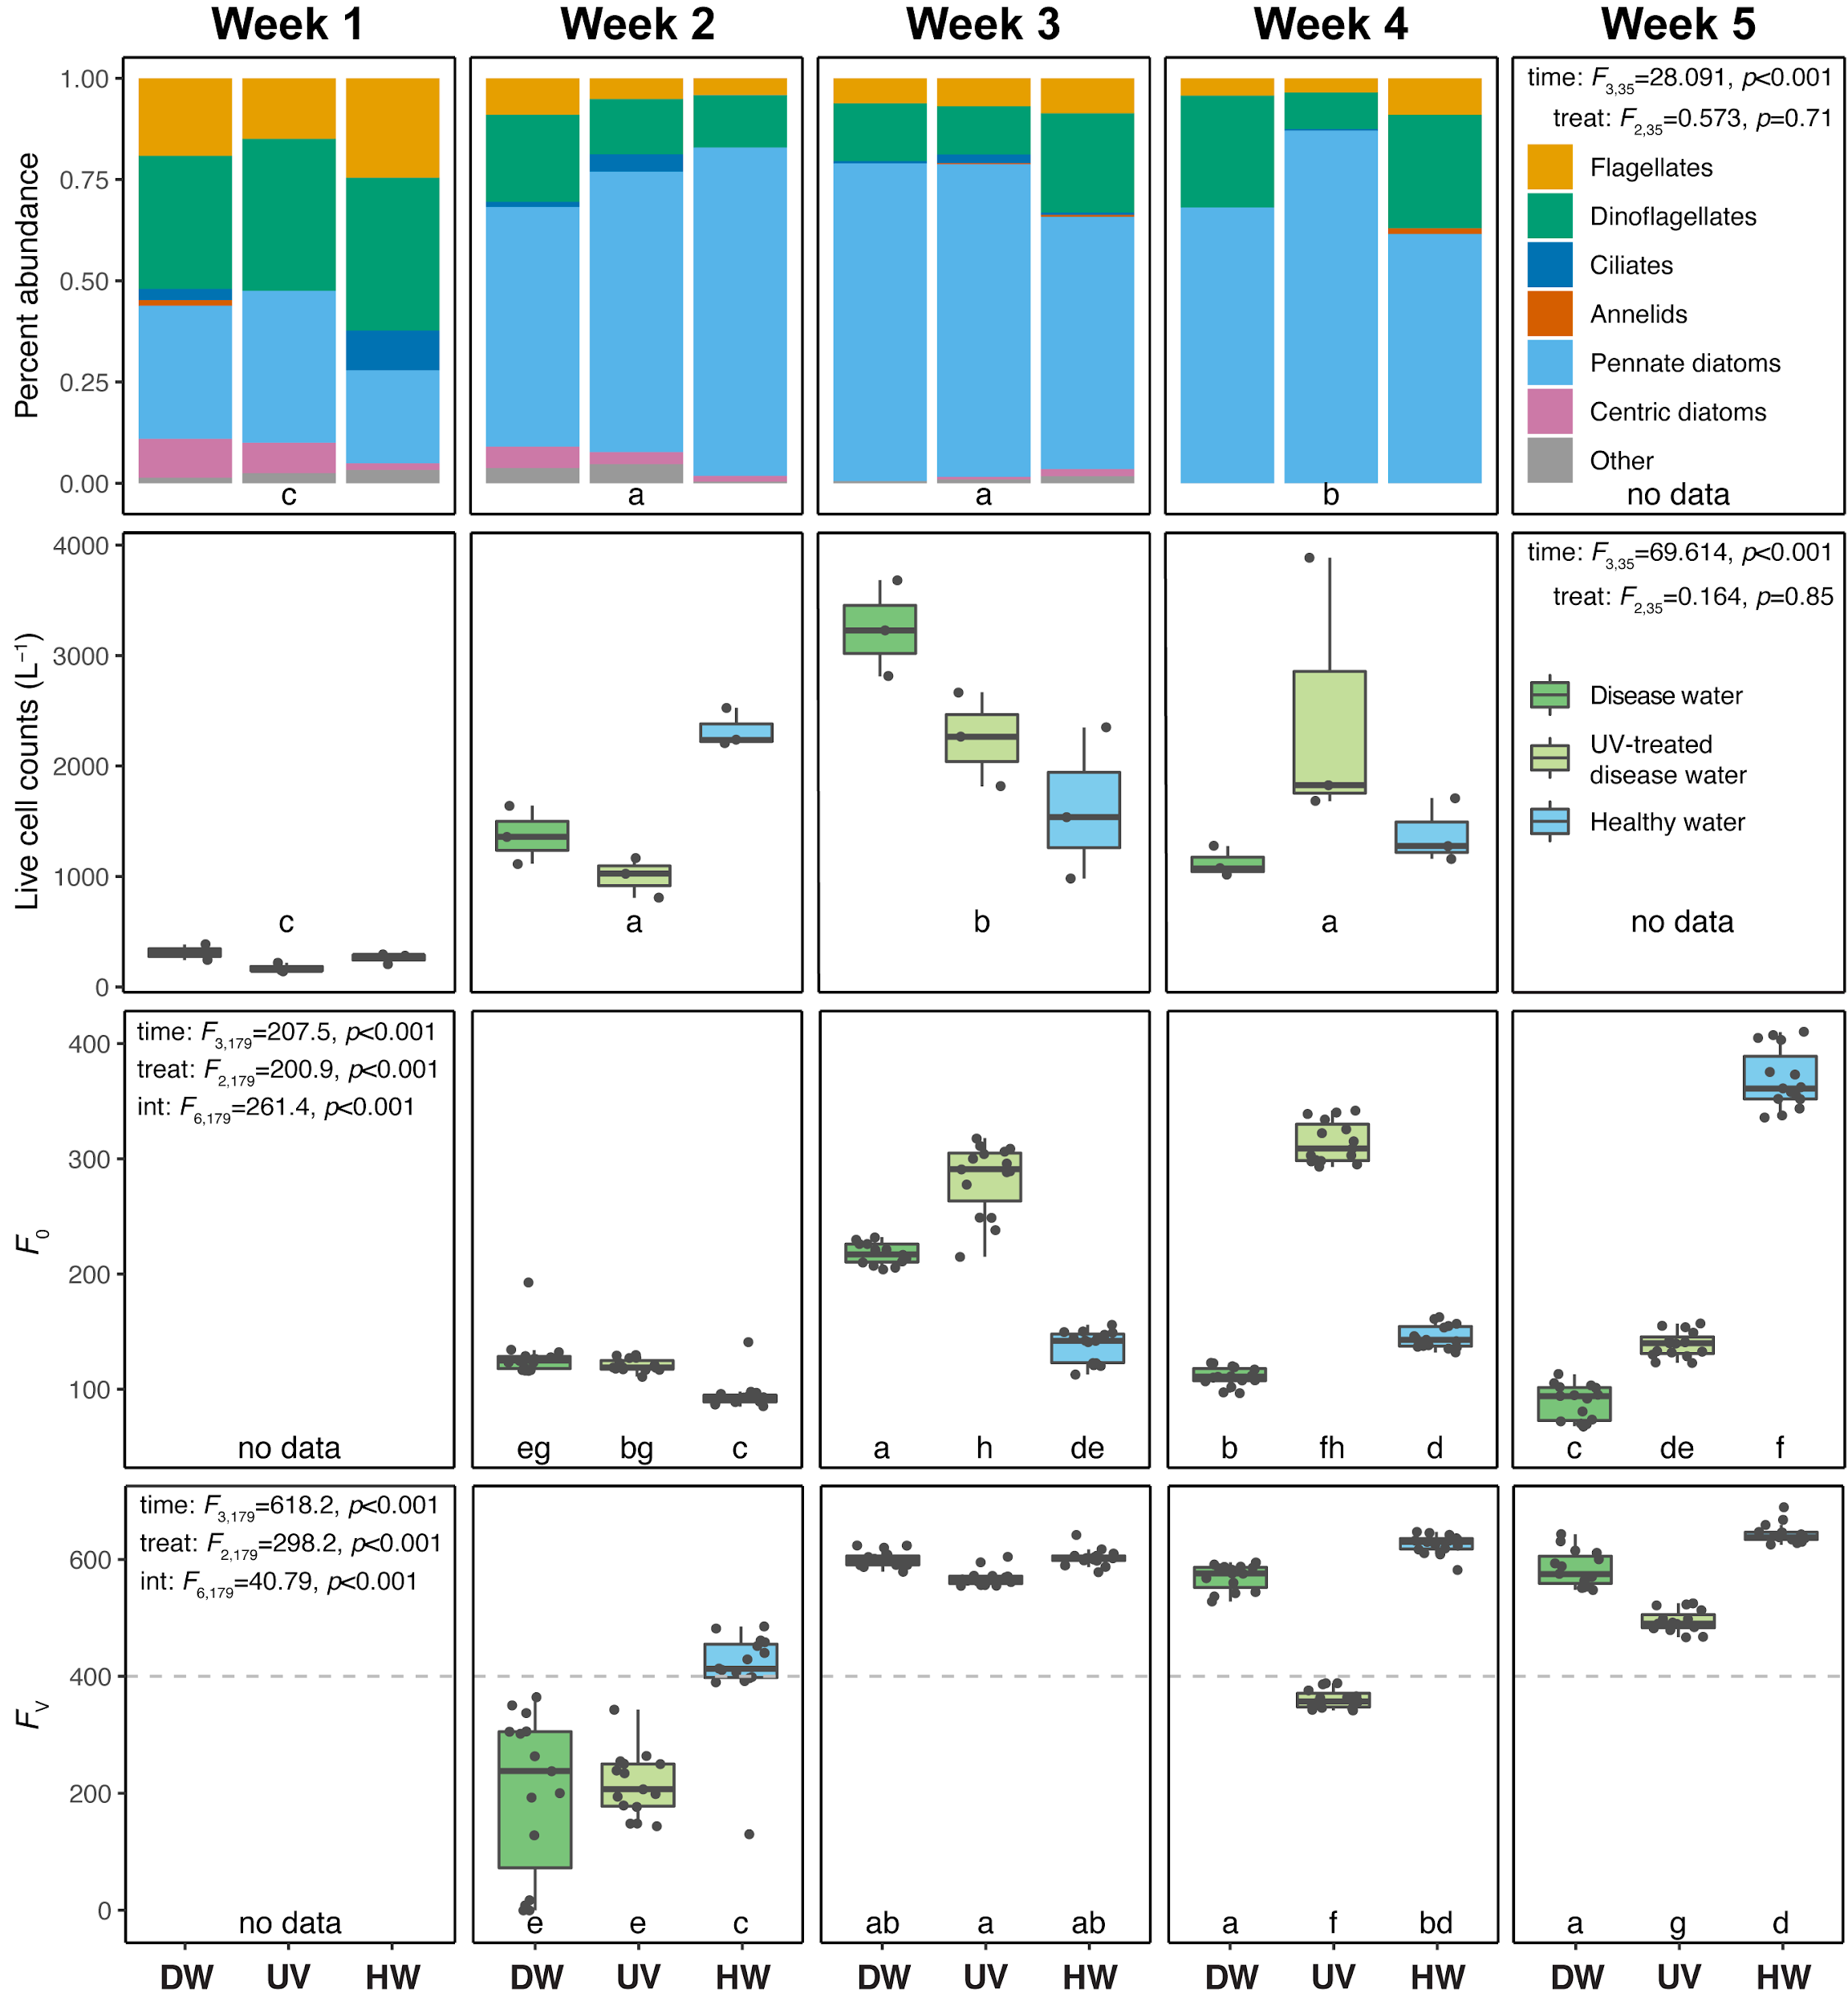 Week 1 Week 2 Week 3 Week 4 Week 5
Percent abundance
1.00
0.75
0.50
0.25
0.00
c
a
a
b
time: F3,35=28.091, p<0.001
treat: F2,35=0.573, p=0.71
Flagellates
Dinoflagellates
Ciliates
Annelids
Pennate diatoms
Centric diatoms
Other
no data
Live cell counts (L⁻¹)
4000
3000
2000
1000
0
c
a
b
a
time: F3,35=69.614, p<0.001
treat: F2,35=0.164, p=0.85
Disease water
UV-treated
disease water
Healthy water
no data
F0
400
300
200
100
time: F3,179=207.5, p<0.001
treat: F2,179=200.9, p<0.001
int: F6,179=261.4, p<0.001
no data
eg bg c
a h de
b fh d
c de f
FV
600
400
200
0
time: F3,179=618.2, p<0.001
treat: F2,179=298.2, p<0.001
int: F6,179=40.79, p<0.001
no data
e e c
ab a ab
a f bd
a g d
DW UV HW
DW UV HW
DW UV HW
DW UV HW
DW UV HW